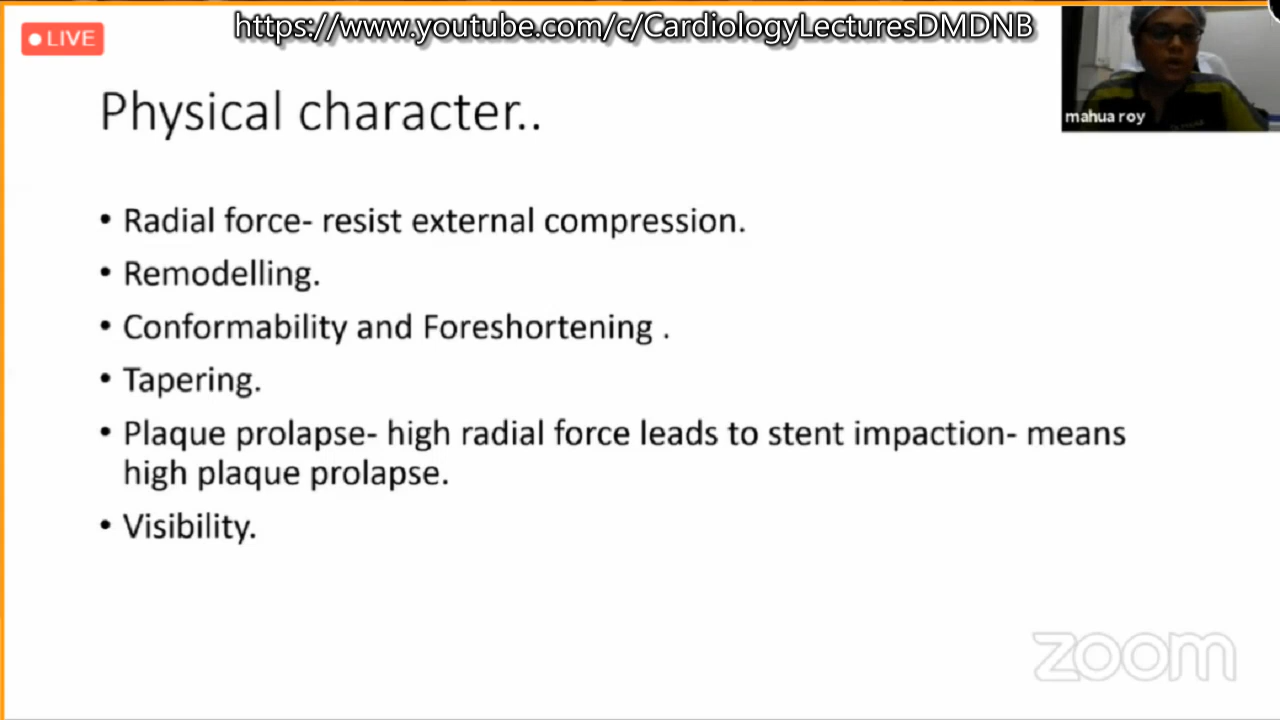 https://www.youtube.com/c/CardiologyLecturesDMDNB
LIVE
mahua roy
Physical character..
• Radial force- resist external compression.
• Remodelling.
• Conformability and Foreshortening .
• Tapering.
• Plaque prolapse- high radial force leads to stent impaction- means
high plaque prolapse.
• Visibility.
zoom